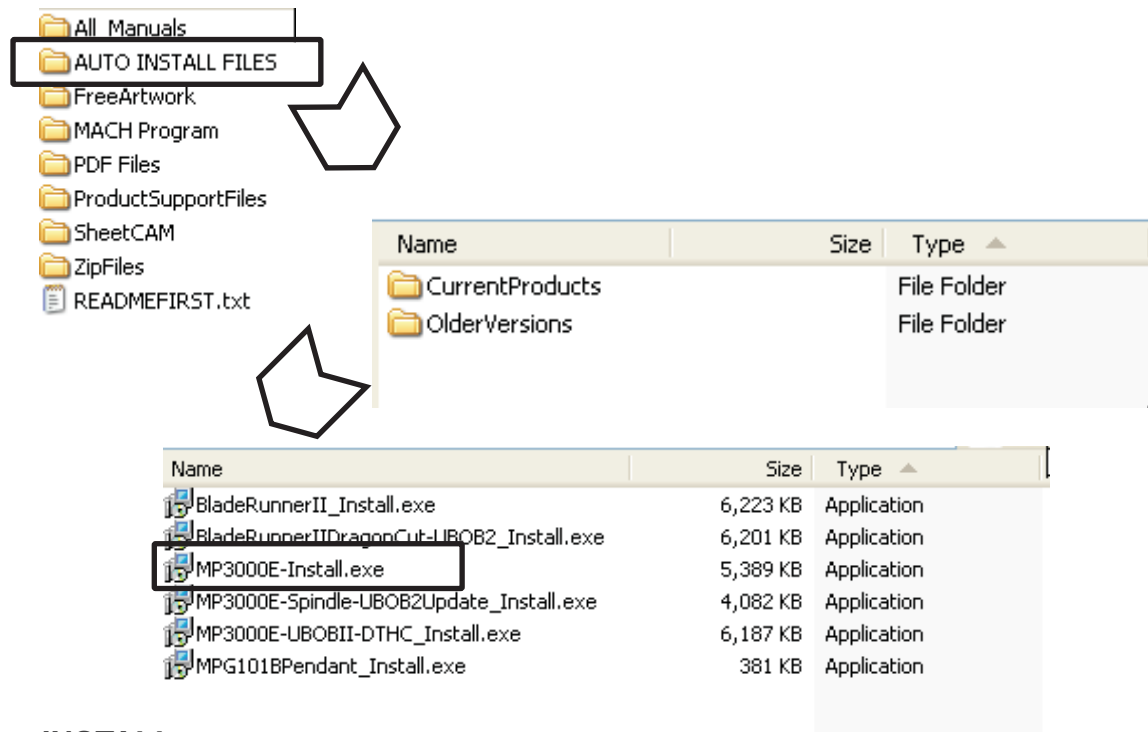 All_Manuals
AUTO INSTALL FILES
FreeArtwork
MACH Program
PDF Files
ProductSupportFiles
SheetCAM
ZipFiles
READMEFIRST.txt
Name Size Type
CurrentProducts File Folder
OlderVersions File Folder
Name Size Type
BladeRunnerII_Install.exe 6,223 KB Application
BladeRunnerIIDragonCut-UBOB2_Install.exe 6,201 KB Application
MP3000E-Install.exe 5,389 KB Application
MP3000E-Spindle-UBOB2Update_Install.exe 4,082 KB Application
MP3000E-UBOBII-DTHC_Install.exe 6,187 KB Application
MPG101BPendant_Install.exe 381 KB Application